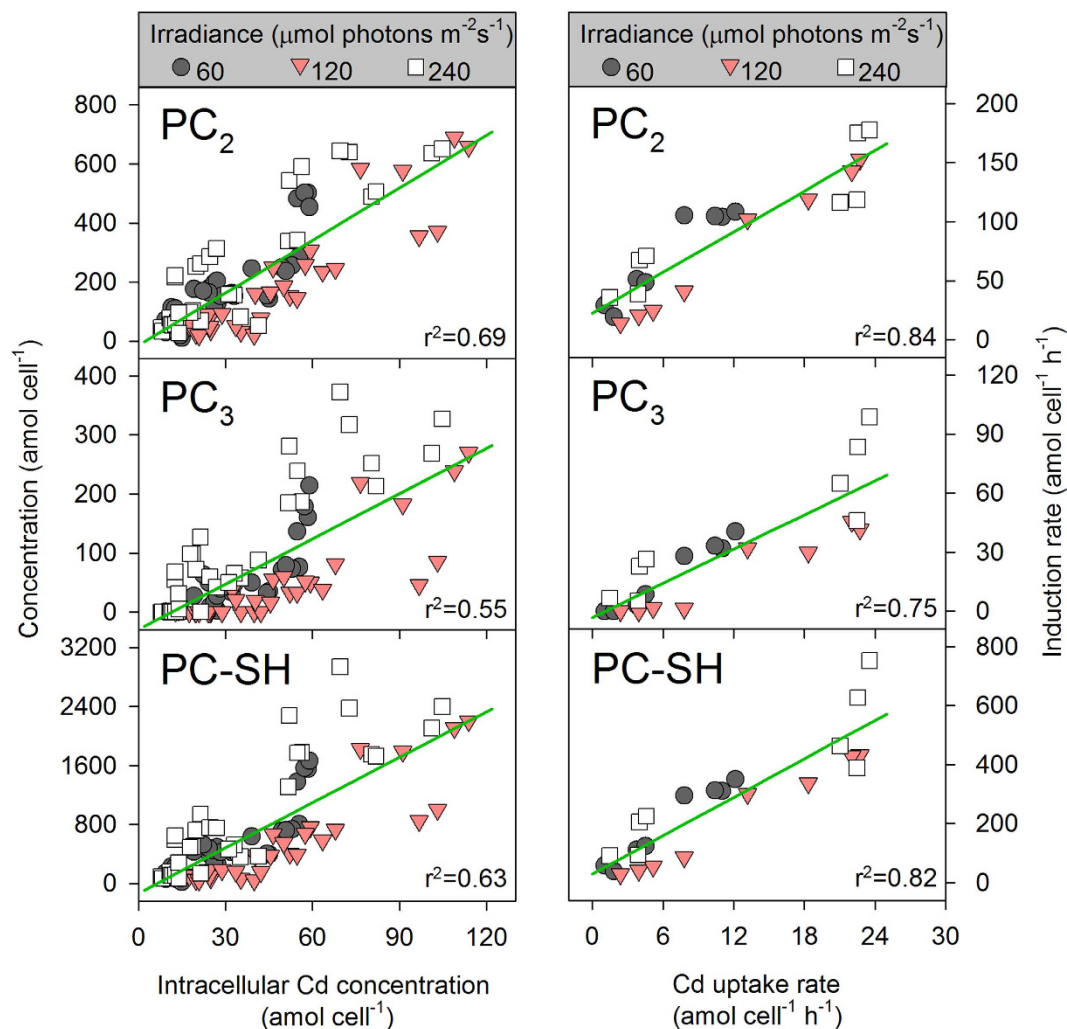 Irradiance (μmol photons m⁻²s⁻¹)
60 120 240
Irradiance (μmol photons m⁻²s⁻¹)
60 120 240
Concentration (amol cell⁻¹)
800
600
400
200
0
PC₂
r²=0.69
400
300
200
100
0
PC₃
r²=0.55
3200
2400
1600
800
0
PC-SH
r²=0.63
0 30 60 90 120
Intracellular Cd concentration
(amol cell⁻¹)
PC₂
200
150
100
50
0
r²=0.84
PC₃
120
90
60
30
0
r²=0.75
PC-SH
800
600
400
200
0
r²=0.82
Induction rate (amol cell⁻¹ h⁻¹)
0 6 12 18 24 30
Cd uptake rate
(amol cell⁻¹ h⁻¹)